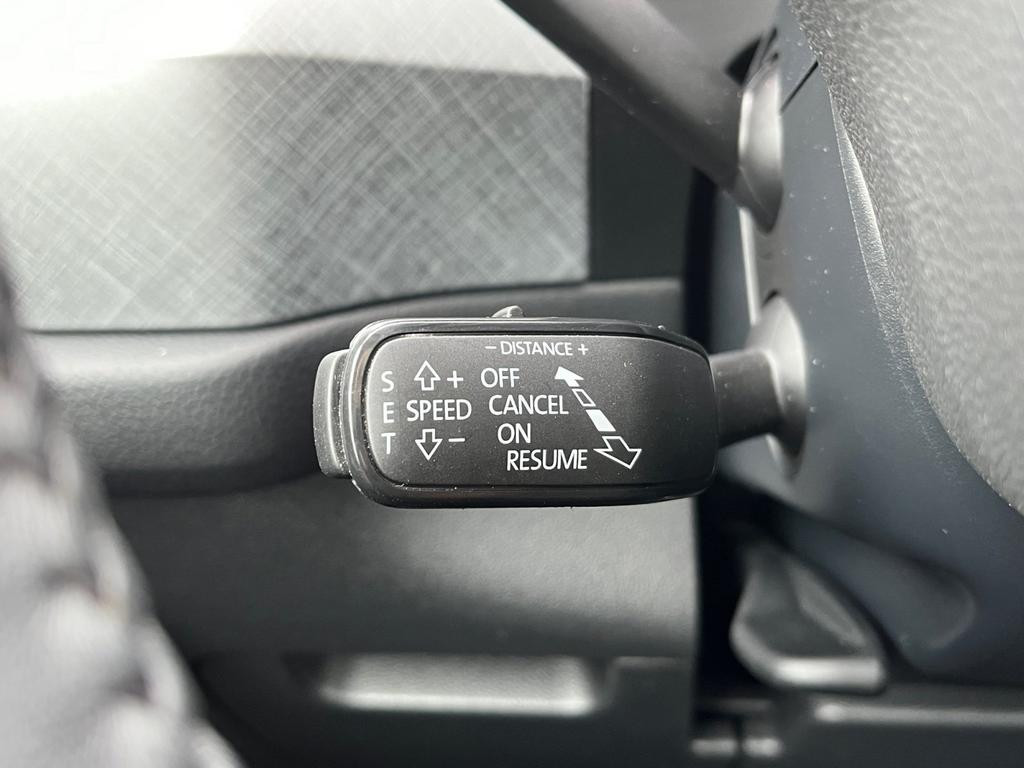 − DISTANCE +
S
E
T
+
SPEED
−
OFF
CANCEL
ON
RESUME